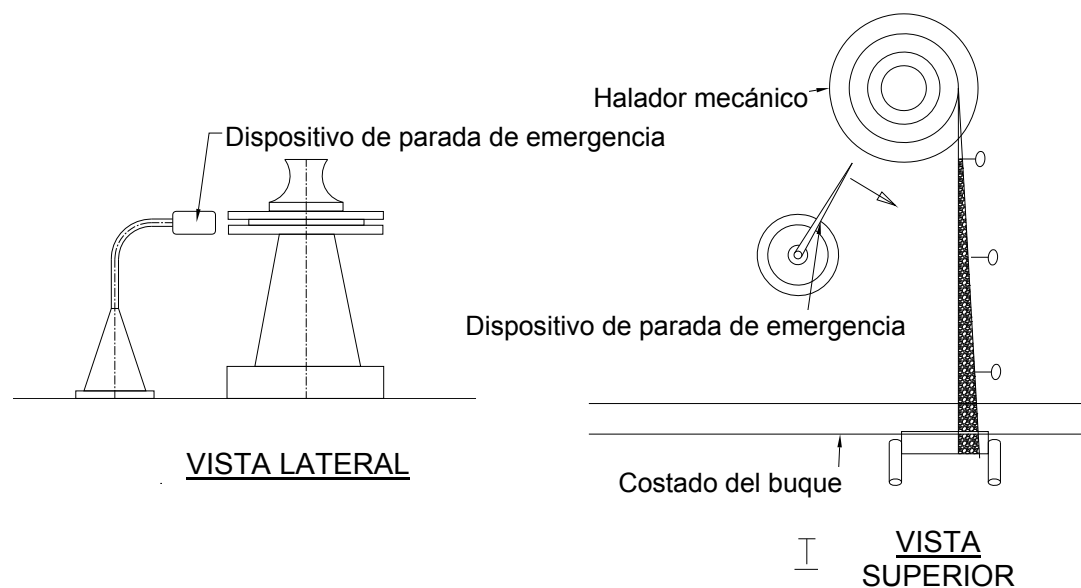 Halador mecánico
Dispositivo de parada de emergencia
Dispositivo de parada de emergencia
VISTA LATERAL
Costado del buque
VISTA
SUPERIOR